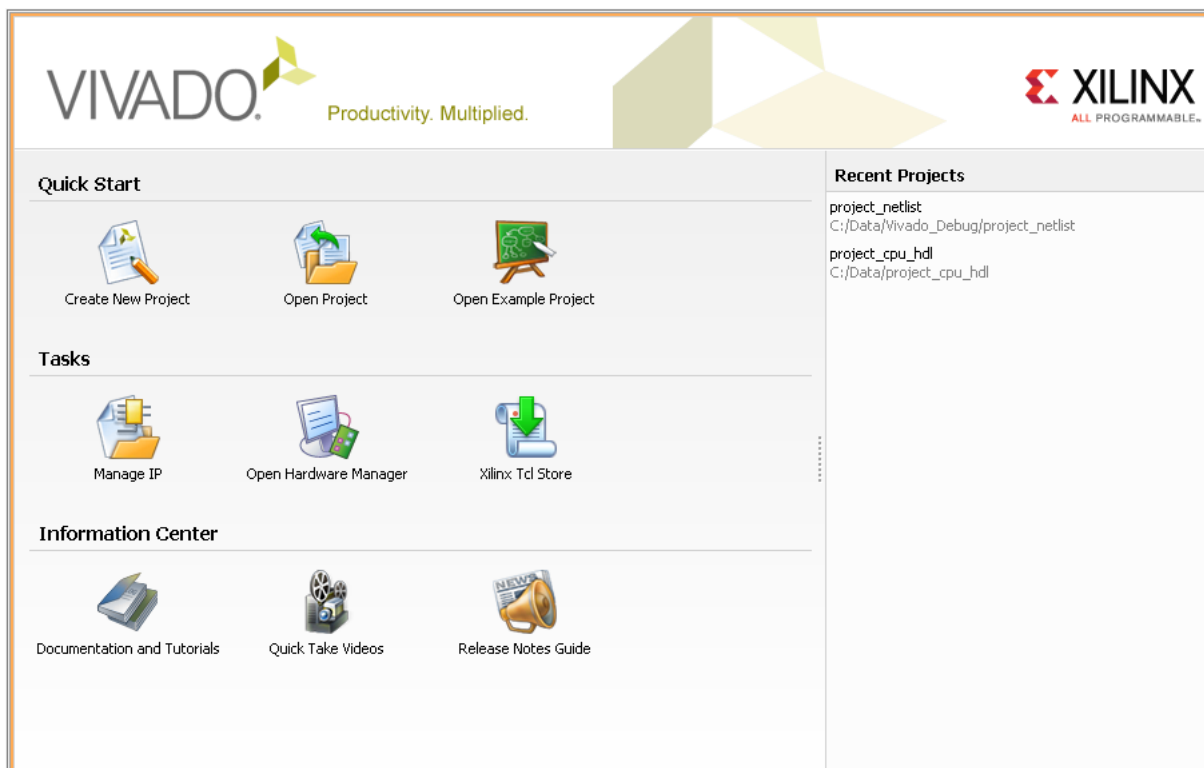 VIVADO.
Productivity. Multiplied.
XILINX
ALL PROGRAMMABLE™
Quick Start
Create New Project
Open Project
Open Example Project
Tasks
Manage IP
Open Hardware Manager
Xilinx Tcl Store
Information Center
NEWS
Documentation and Tutorials
Quick Take Videos
Release Notes Guide
Recent Projects
project_netlist
C:/Data/Vivado_Debug/project_netlist
project_cpu_hdl
C:/Data/project_cpu_hdl